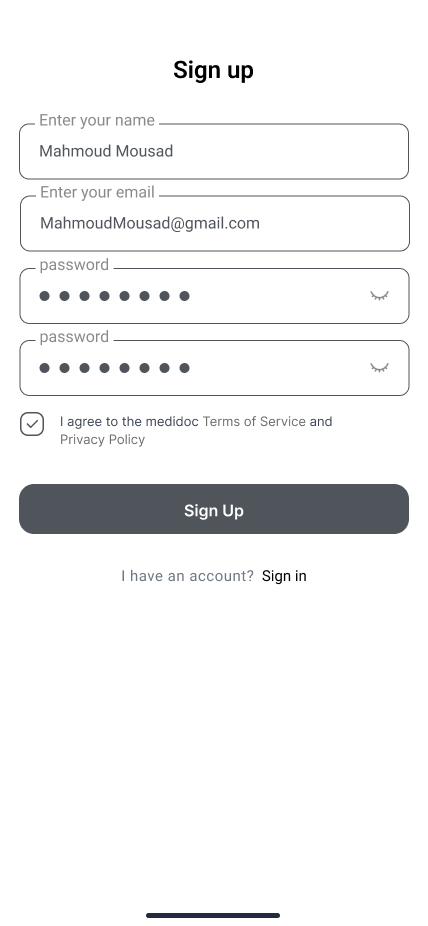 Sign up
Enter your name
Mahmoud Mousad
Enter your email
MahmoudMousad@gmail.com
password
password
I agree to the medidoc Terms of Service and
Privacy Policy
Sign Up
I have an account? Sign in